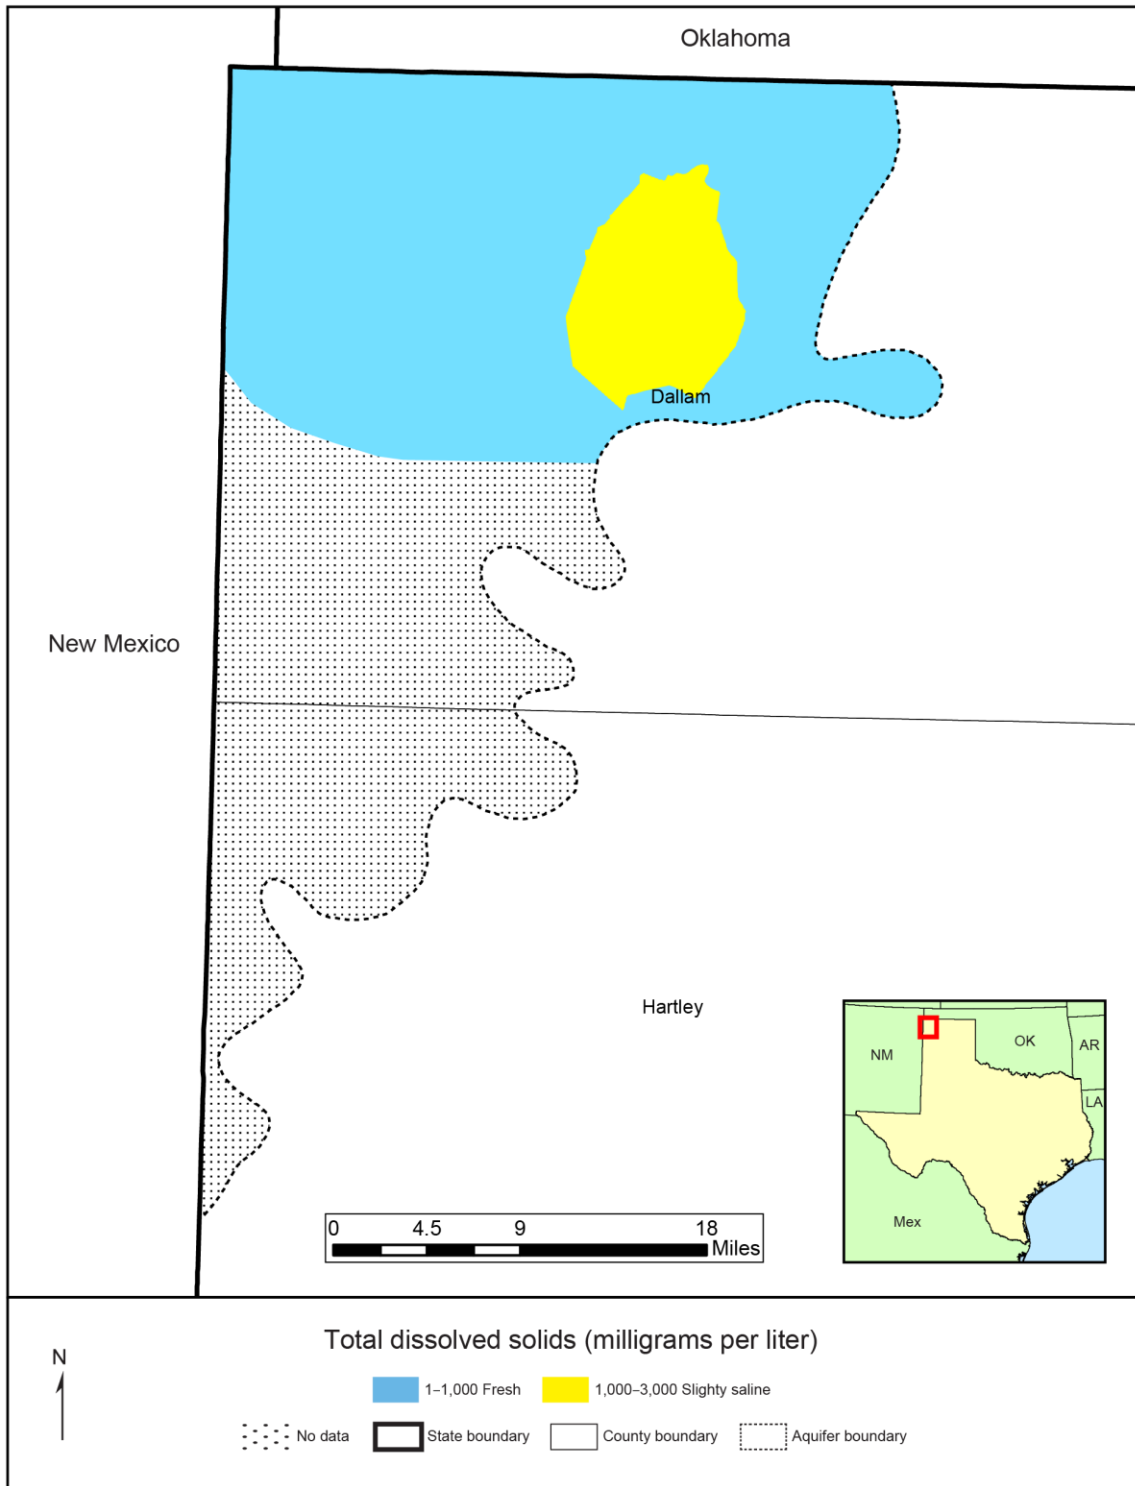 Oklahoma
Dallam
New Mexico
Hartley
NM
OK
AR
LA
Mex
0 4.5 9 18
Miles
Total dissolved solids (milligrams per liter)
N
1–1,000 Fresh 1,000–3,000 Slighty saline
No data State boundary County boundary Aquifer boundary